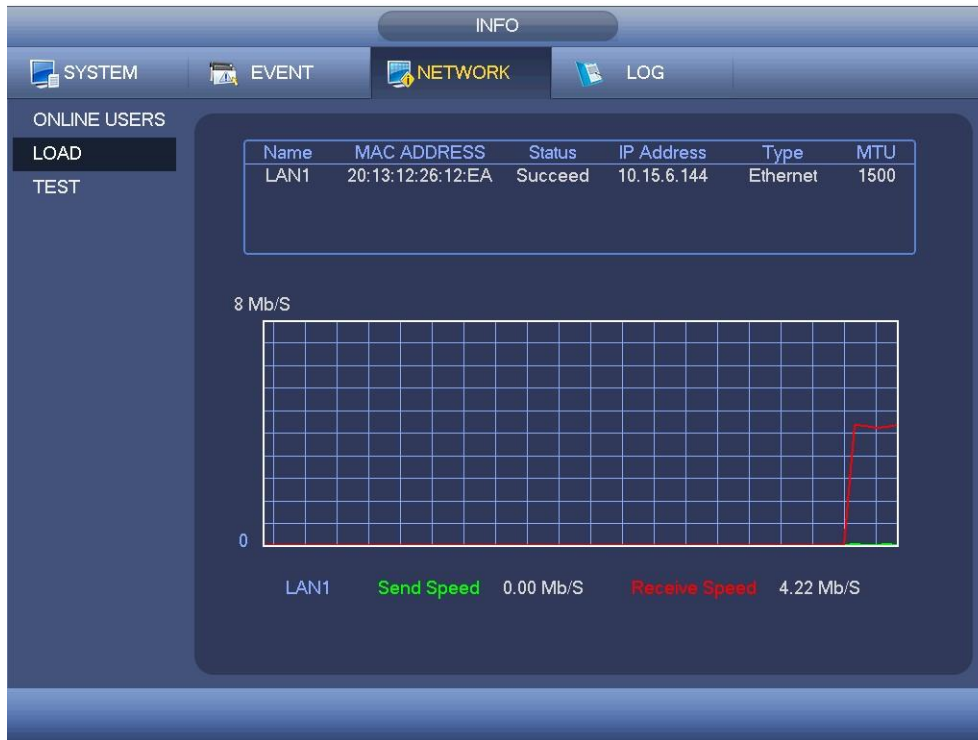 INFO
SYSTEM EVENT NETWORK LOG
ONLINE USERS
LOAD
TEST
Name MAC ADDRESS Status IP Address Type MTU
LAN1 20:13:12:26:12:EA Succeed 10.15.6.144 Ethernet 1500
8 Mb/S
0
LAN1 Send Speed 0.00 Mb/S Receive Speed 4.22 Mb/S